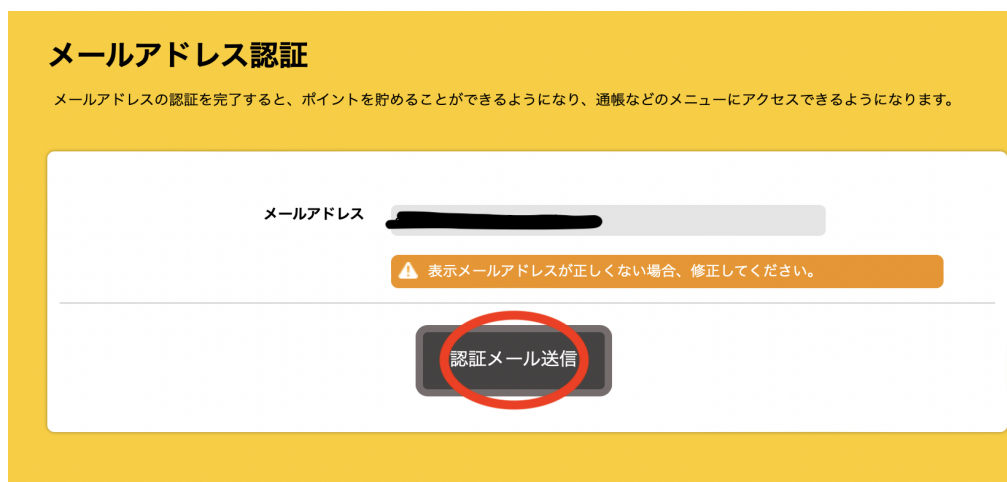 メールアドレス認証
メールアドレスの認証を完了すると、ポイントを貯めることができるようになり、通帳などのメニューにアクセスできるようになります。
メールアドレス
表示メールアドレスが正しくない場合、修正してください。
認証メール送信